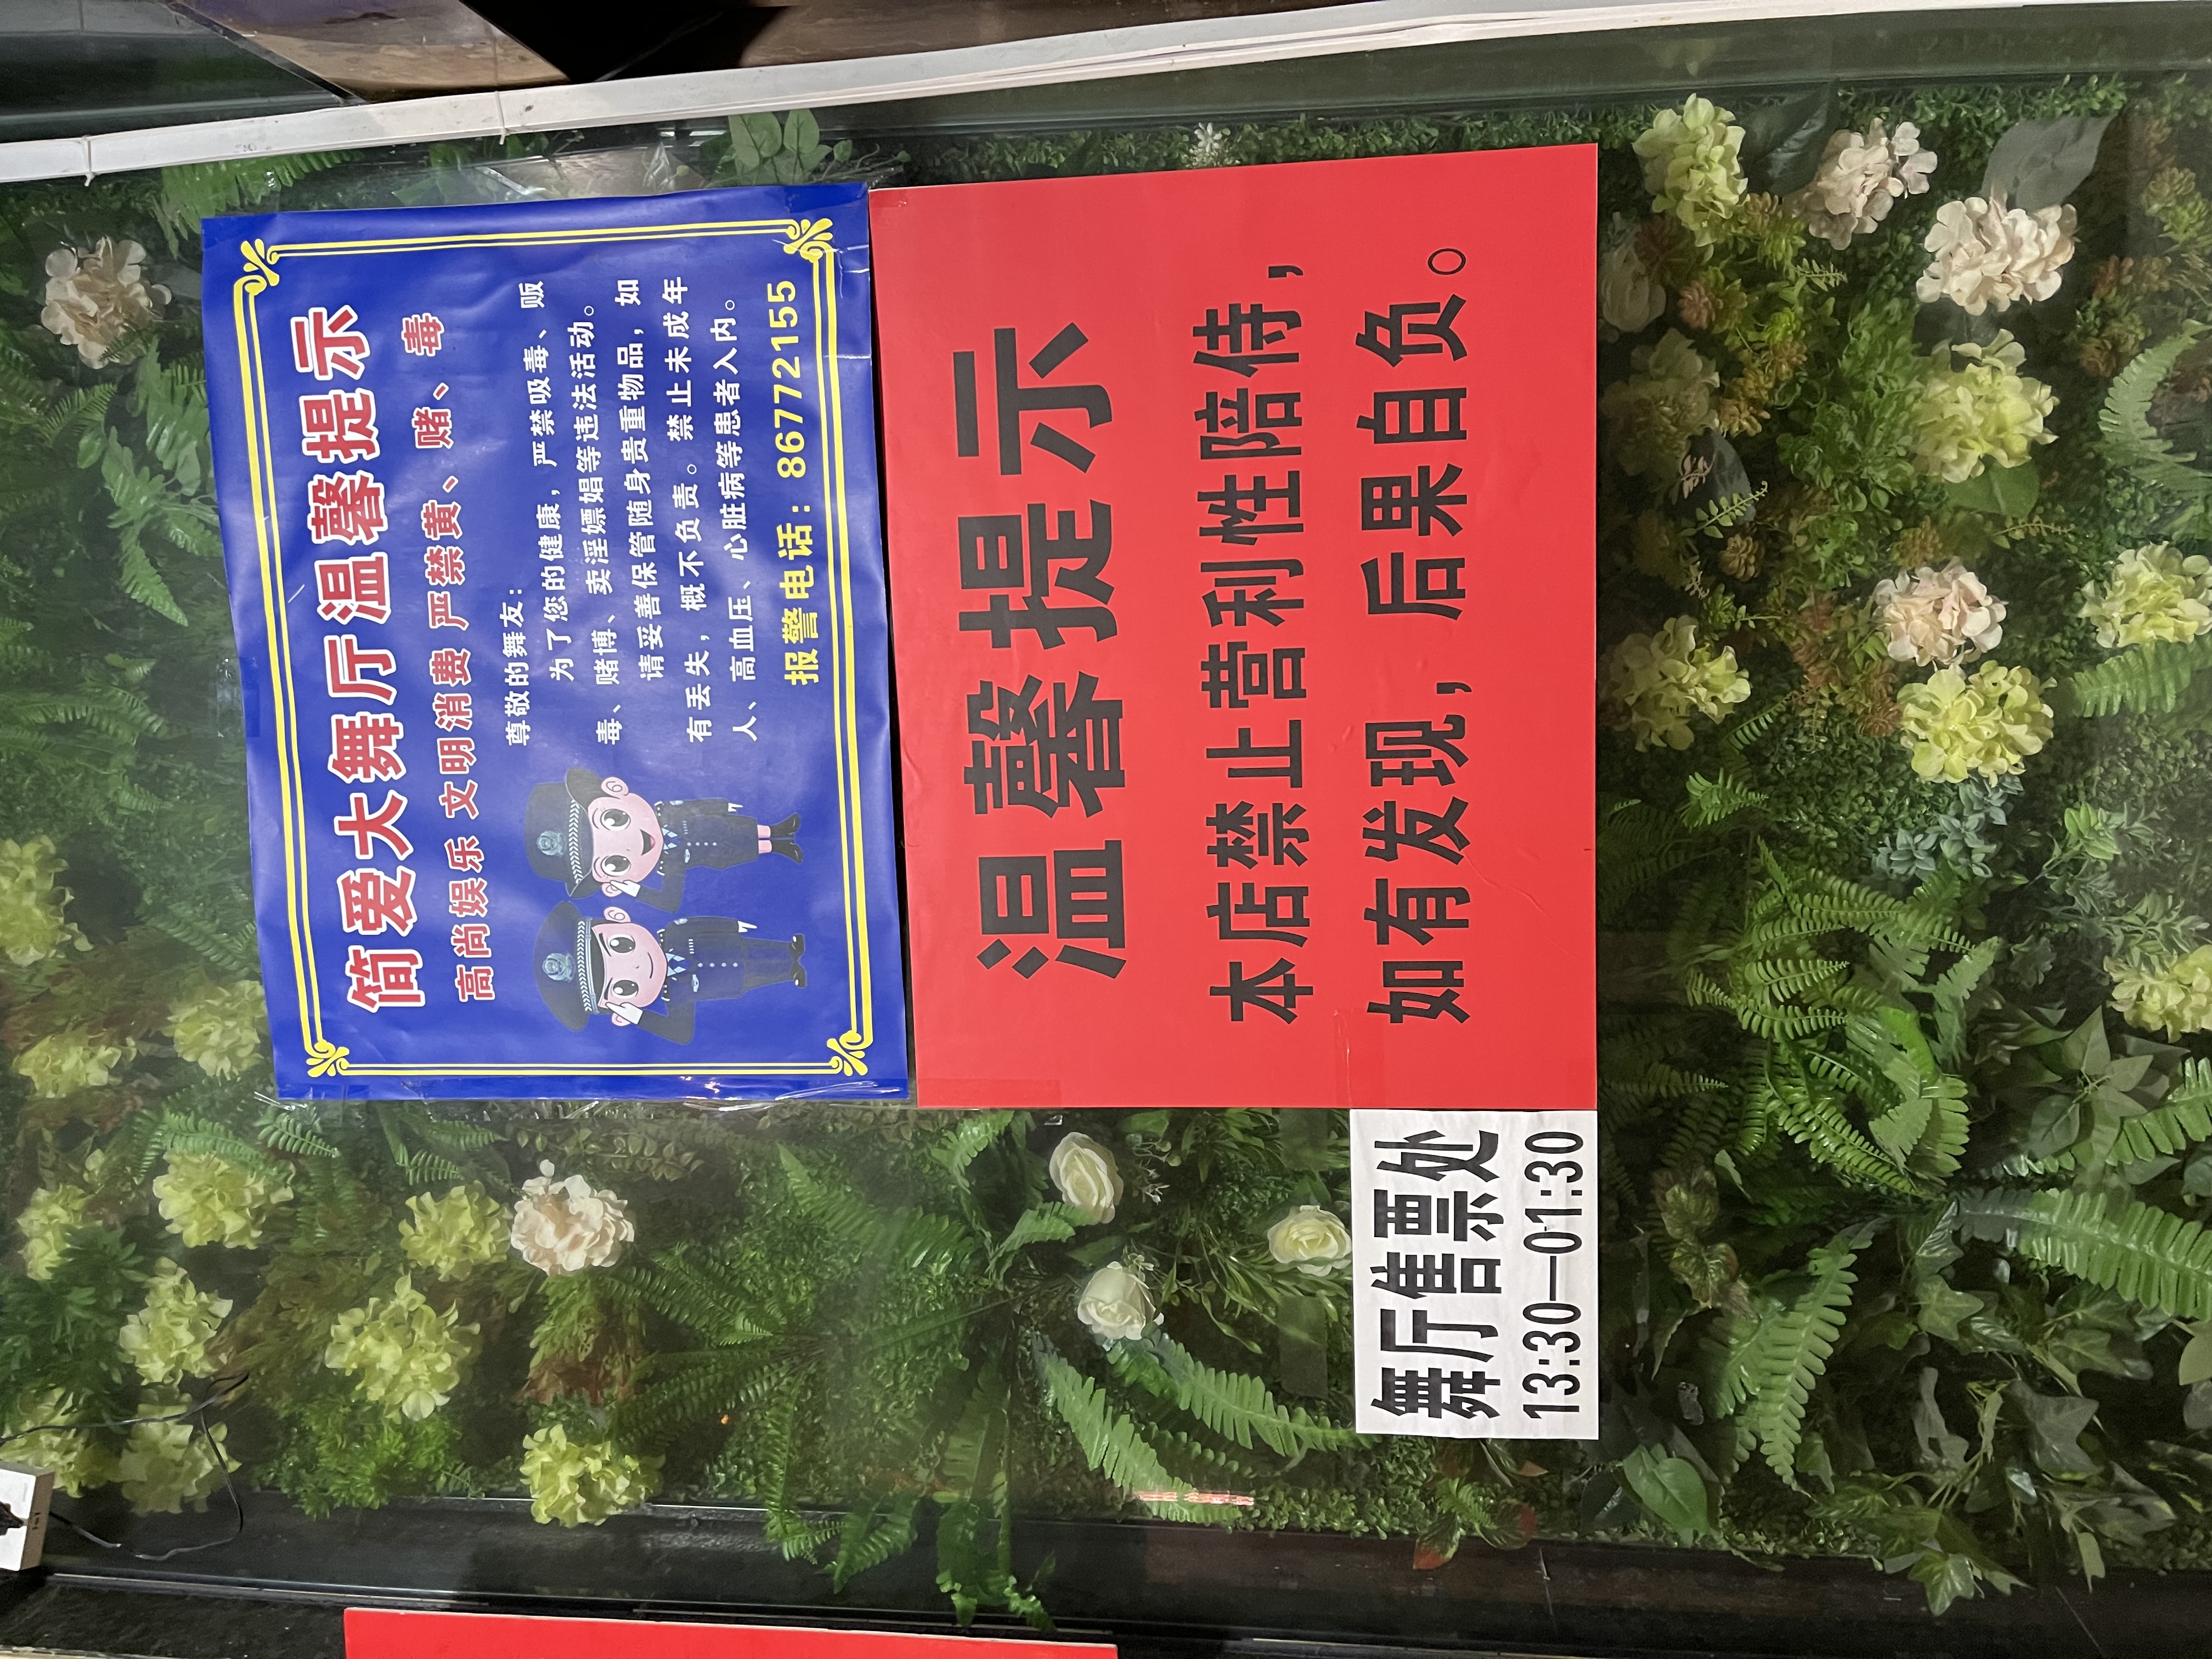 简爱大舞厅温馨提示
高尚娱乐 文明消费 严禁黄、赌、毒
尊敬的舞友：
为了您的健康，严禁吸毒、贩
毒、赌博、卖淫嫖娼等违法活动。
请妥善保管随身贵重物品，如
有丢失，概不负责。禁止未成年
人、高血压、心脏病等患者入内。
报警电话：86772155
温馨提示
本店禁止营利性陪侍，
如有发现，后果自负。
舞厅售票处
13:30—01:30